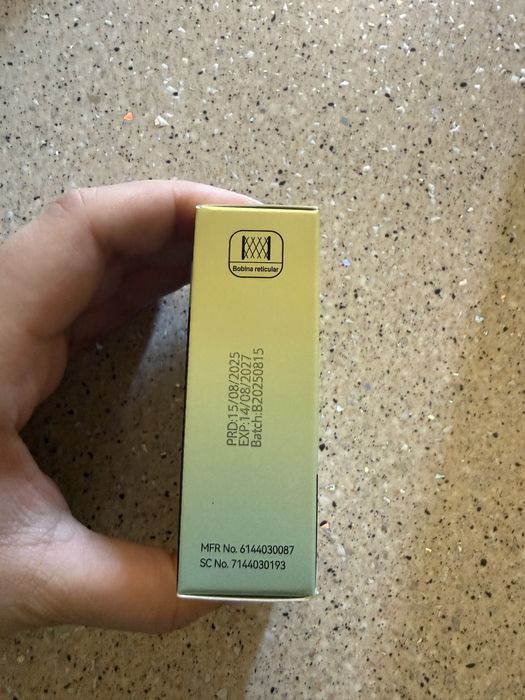 Bobina reticular
PRD:15/08/2025
EXP:14/08/2027
Batch:B20250815
MFR No. 6144030087
SC No. 7144030193